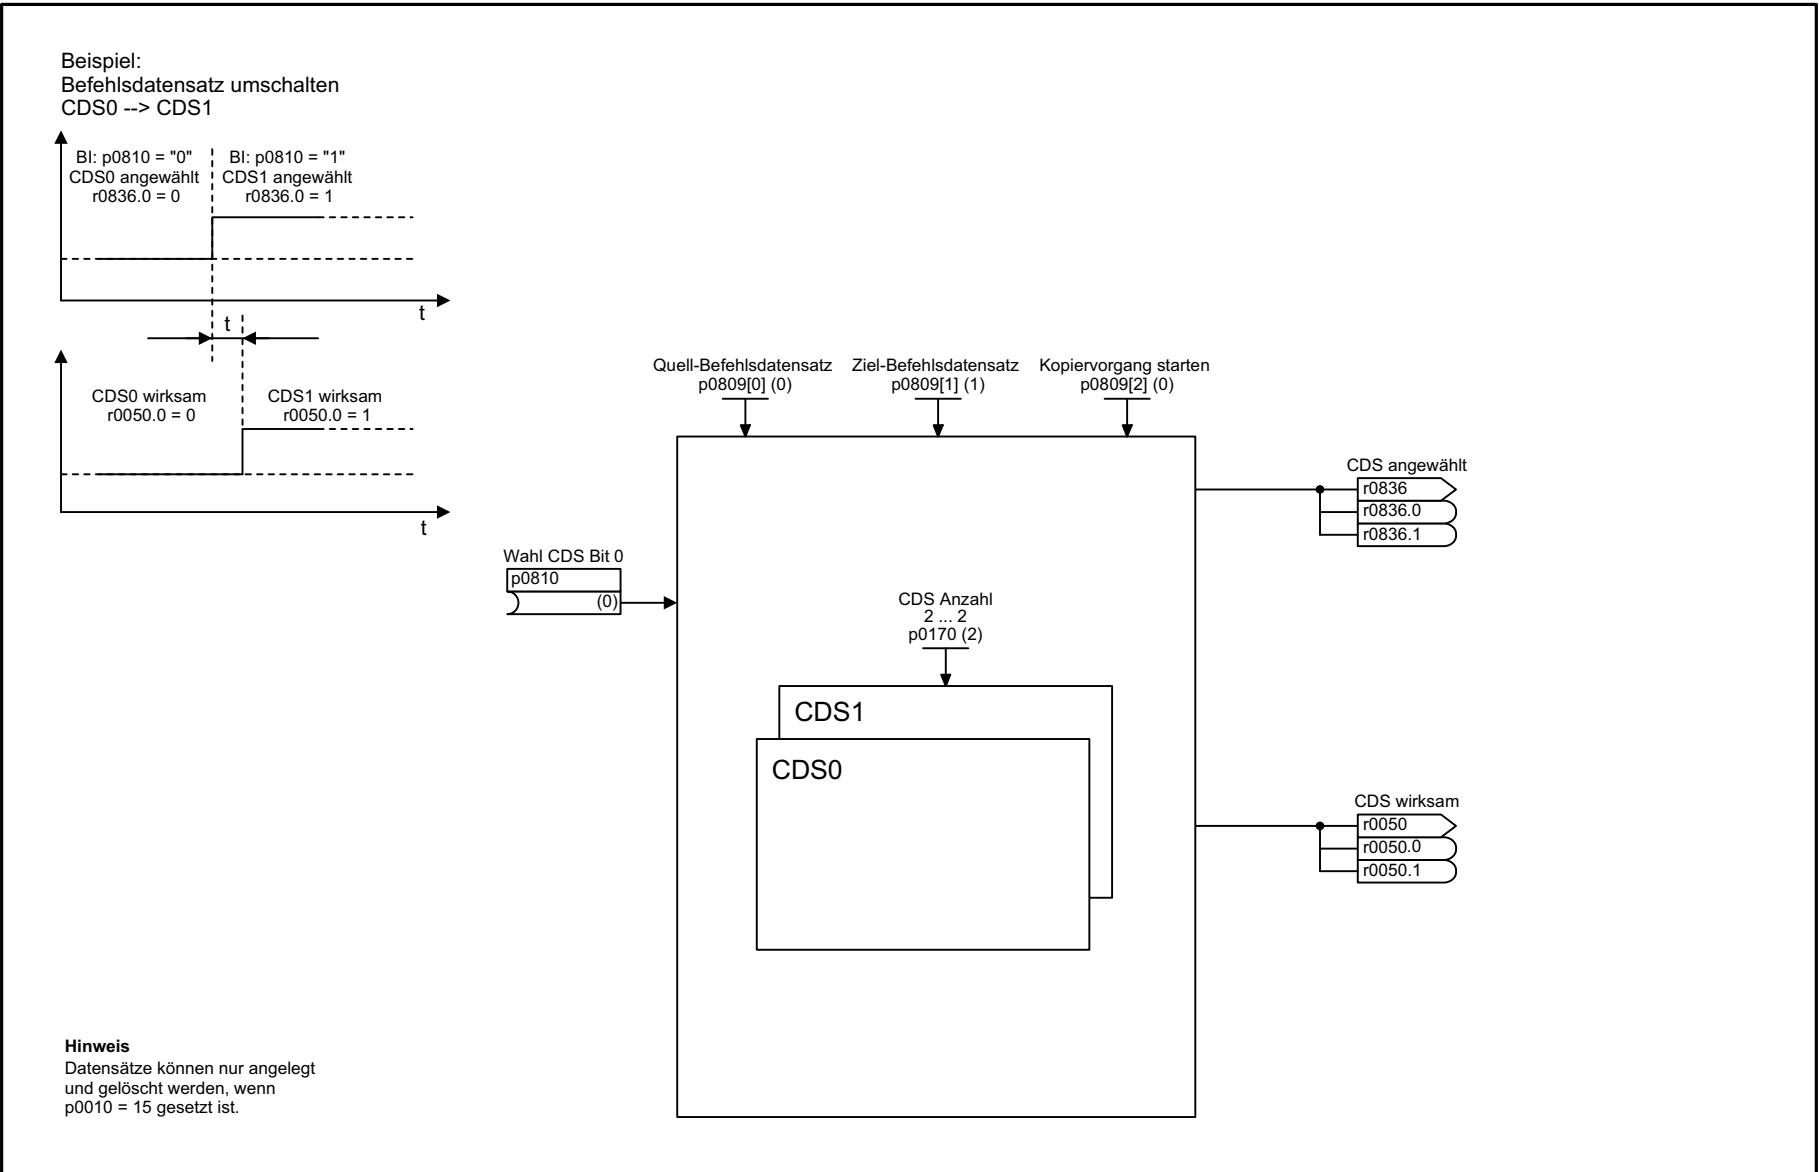 Beispiel:
Befehlsdatensatz umschalten
CDS0 --> CDS1
BI: p0810 = "0"
CDS0 angewählt
r0836.0 = 0
BI: p0810 = "1"
CDS1 angewählt
r0836.0 = 1
t
t
CDS0 wirksam
r0050.0 = 0
CDS1 wirksam
r0050.0 = 1
t
Quell-Befehlsdatensatz
p0809[0] (0)
Ziel-Befehlsdatensatz
p0809[1] (1)
Kopiervorgang starten
p0809[2] (0)
CDS angewählt
r0836
r0836.0
r0836.1
Wahl CDS Bit 0
p0810
(0)
CDS Anzahl
2 ... 2
p0170 (2)
CDS1
CDS0
CDS wirksam
r0050
r0050.0
r0050.1
Hinweis
Datensätze können nur angelegt
und gelöscht werden, wenn
p0010 = 15 gesetzt ist.